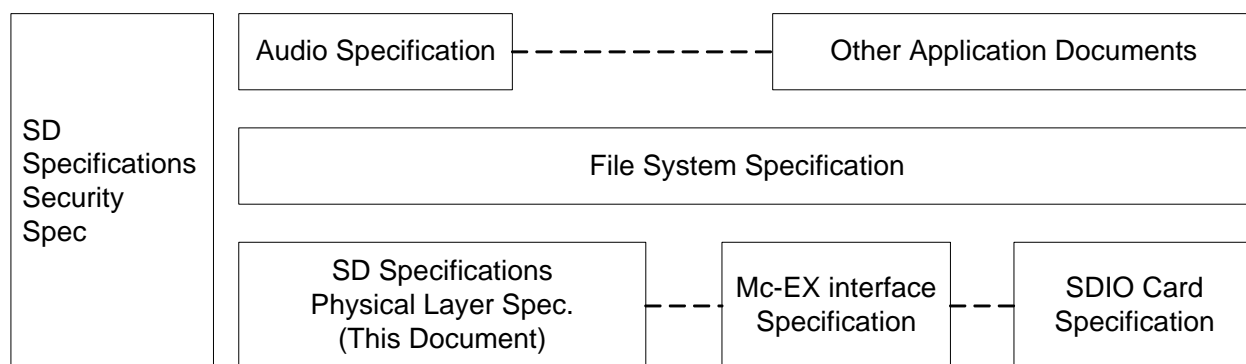 SD
Specifications
Security
Spec
Audio Specification
Other Application Documents
File System Specification
SD Specifications
Physical Layer Spec.
(This Document)
Mc-EX interface
Specification
SDIO Card
Specification